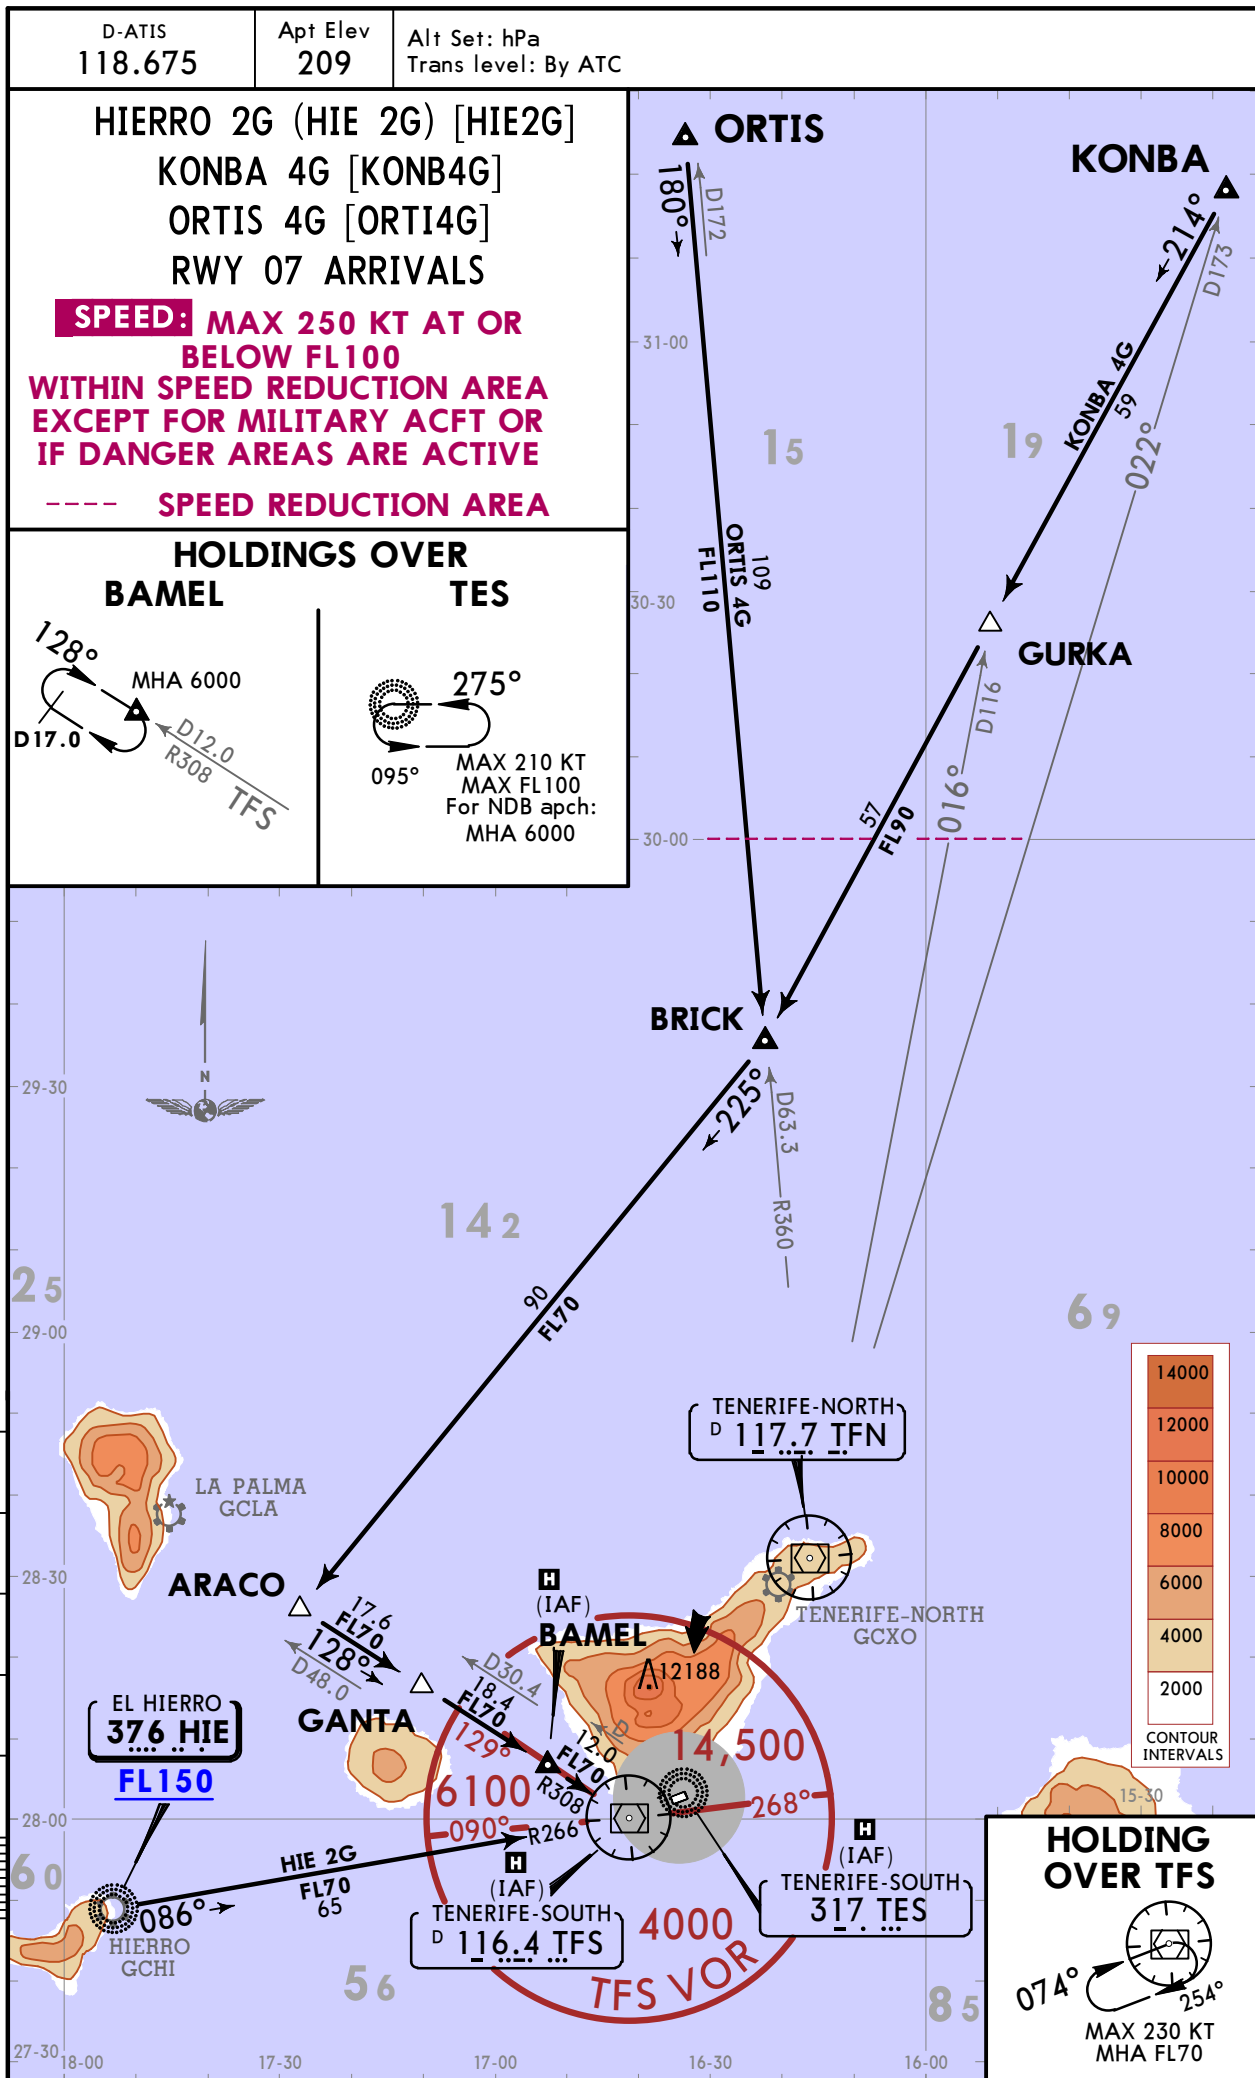 D-ATIS
118.675
Apt Elev
209
Alt Set: hPa
Trans level: By ATC
HIERRO 2G (HIE 2G) [HIE2G]
KONBA 4G [KONB4G]
ORTIS 4G [ORTI4G]
RWY 07 ARRIVALS
SPEED: MAX 250 KT AT OR
BELOW FL100
WITHIN SPEED REDUCTION AREA
EXCEPT FOR MILITARY ACFT OR
IF DANGER AREAS ARE ACTIVE
---- SPEED REDUCTION AREA
HOLDINGS OVER
BAMEL
128°
MHA 6000
D17.0
D12.0
R308
TFS
TES
275°
095°
MAX 210 KT
MAX FL100
For NDB apch:
MHA 6000
ORTIS
180°
D172
KONBA
214°
D173
31-00
KONBA 4G
59
15
19
022°
109
ORTIS 4G
FL110
30-30
GURKA
D116
016°
57
FL90
30-00
BRICK
225°
D63.3
R360
N
29-30
142
25
90
FL70
69
29-00
14000
12000
10000
8000
6000
4000
2000
CONTOUR
INTERVALS
TENERIFE-NORTH
D 117.7 TFN
LA PALMA
GCLA
28-30
ARACO
17.6
FL70
128°
D48.0
H
(IAF)
BAMEL
TENERIFE-NORTH
GCXO
12188
GANTA
D30.4
18.4
FL70
129°
D
12.0
FL70
R308
14,500
6100
268°
090°
R266
EL HIERRO
376 HIE
FL150
15-30
28-00
60
HIE 2G
FL70
65
086°
HIERRO
GCHI
H
(IAF)
TENERIFE-SOUTH
D 116.4 TFS
H
(IAF)
TENERIFE-SOUTH
317 TES
4000
TFS VOR
56
85
HOLDING
OVER TFS
074°
254°
MAX 230 KT
MHA FL70
27-30
18-00
17-30
17-00
16-30
16-00